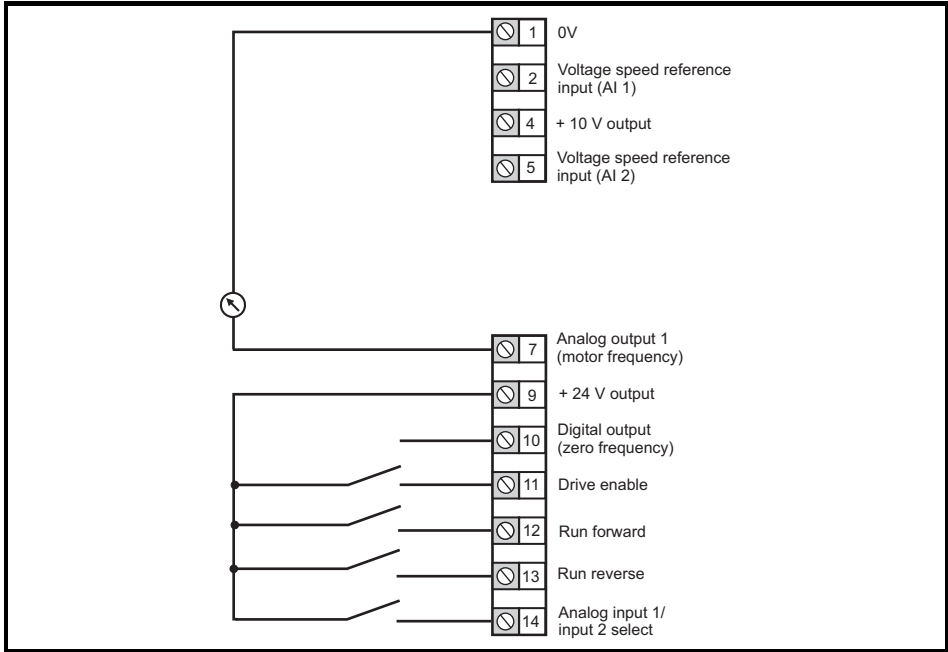 1 0V
2 Voltage speed reference
input (AI 1)
4 + 10 V output
5 Voltage speed reference
input (AI 2)
7 Analog output 1
(motor frequency)
9 + 24 V output
10 Digital output
(zero frequency)
11 Drive enable
12 Run forward
13 Run reverse
14 Analog input 1/
input 2 select